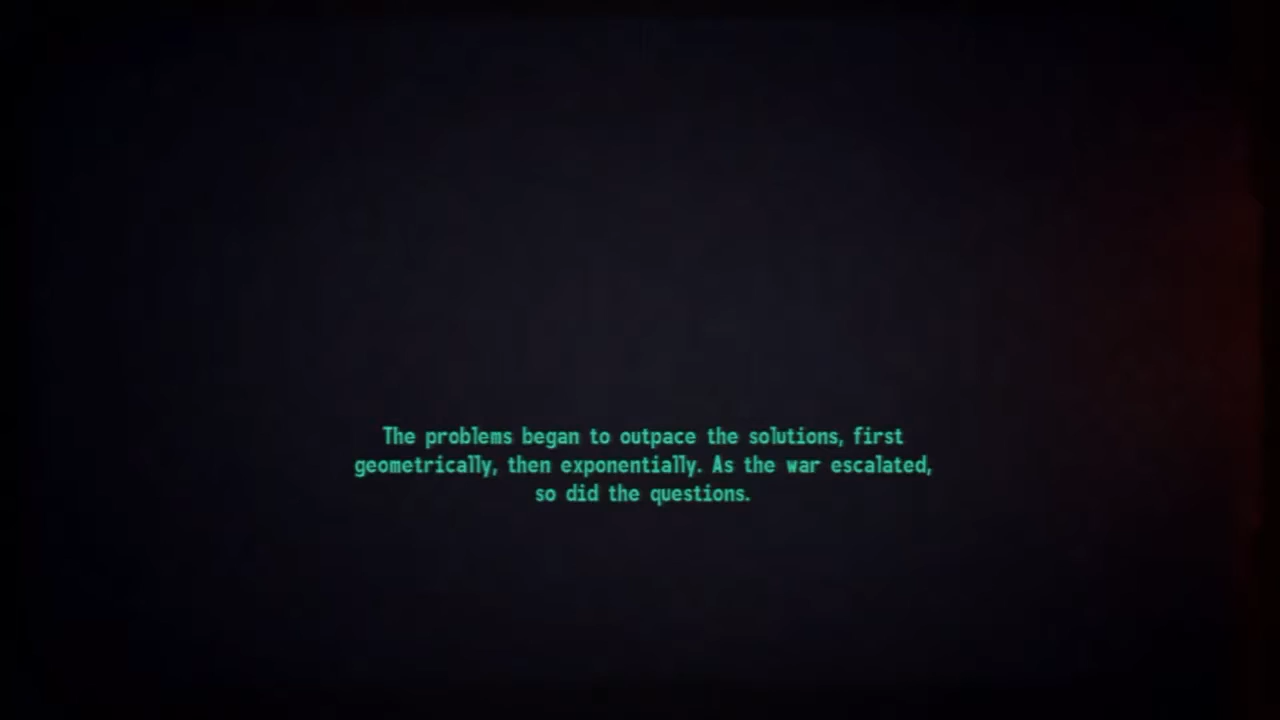 The problems began to outpace the solutions, first
geometrically, then exponentially. As the war escalated,
so did the questions.